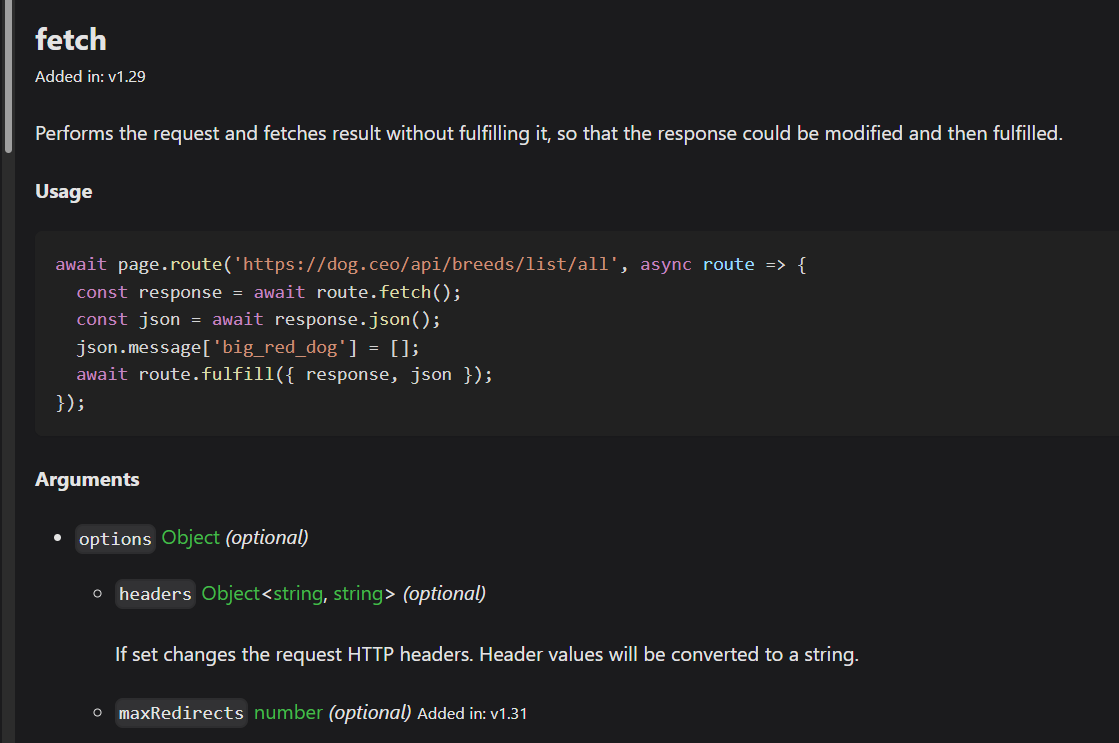 fetch
Added in: v1.29
Performs the request and fetches result without fulfilling it, so that the response could be modified and then fulfilled.
Usage
await page.route('https://dog.ceo/api/breeds/list/all', async route => {
  const response = await route.fetch();
  const json = await response.json();
  json.message['big_red_dog'] = [];
  await route.fulfill({ response, json });
});
Arguments
options Object (optional)
headers Object<string, string> (optional)
If set changes the request HTTP headers. Header values will be converted to a string.
maxRedirects number (optional) Added in: v1.31